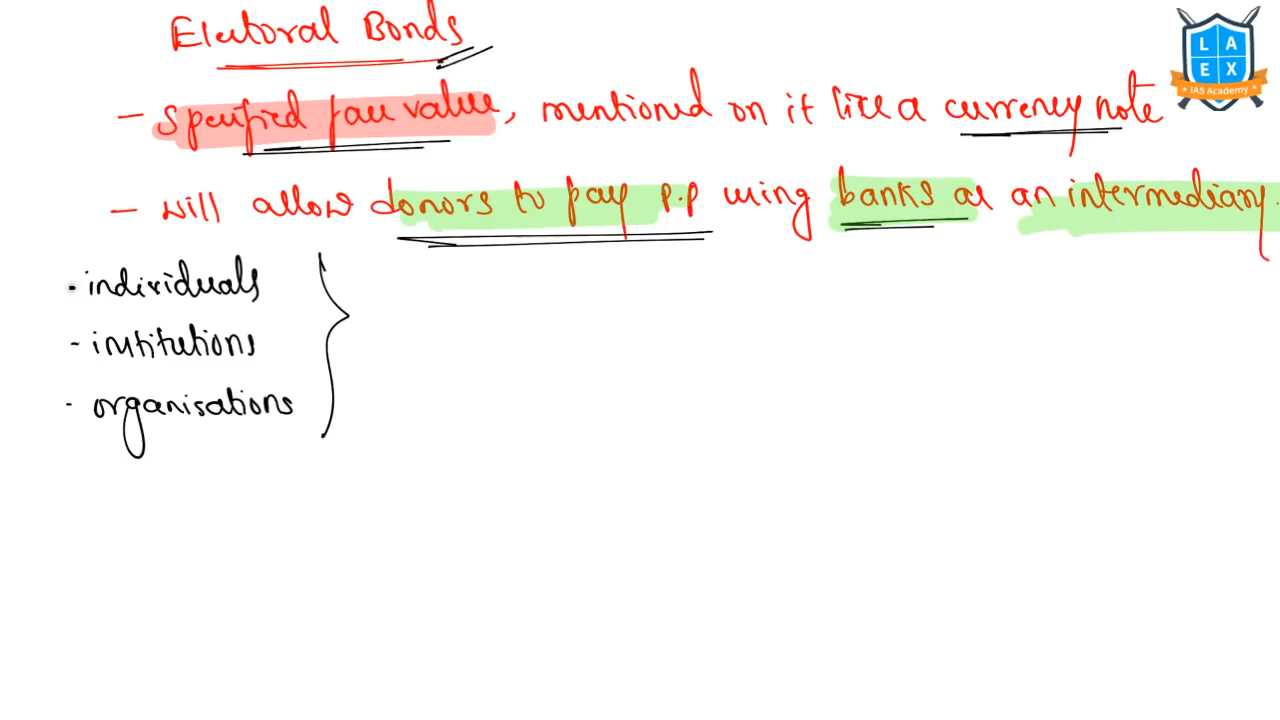 Electoral Bonds
- Specified face value, mentioned on it like a currency note
- will allow donors to pay P.P using banks as an intermediary.
· individuals
- institutions
- organisations
L A
E X
IAS Academy